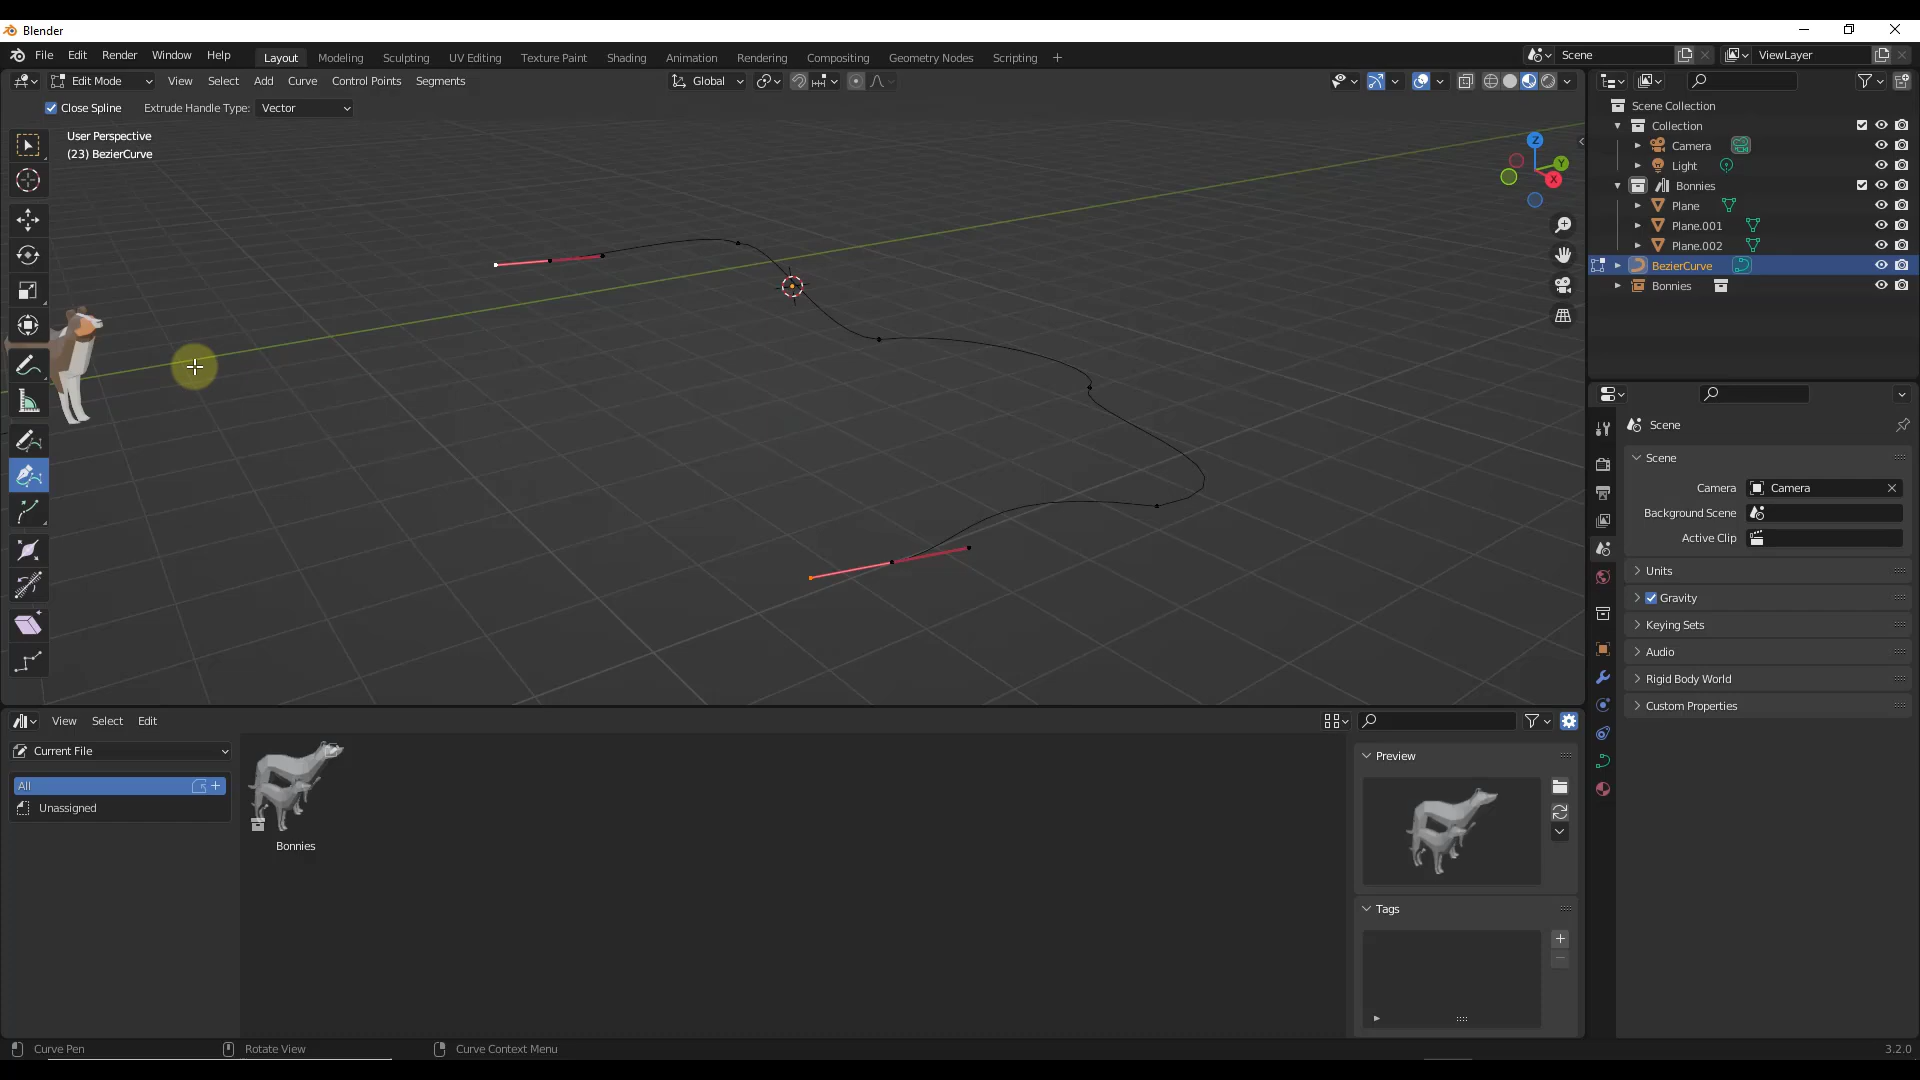 Blender
File Edit Render Window Help Layout Modeling Sculpting UV Editing Texture Paint Shading Animation Rendering Compositing Geometry Nodes Scripting + Scene ViewLayer
Edit Mode View Select Add Curve Control Points Segments Global
Close Spline Extrude Handle Type: Vector
User Perspective
(23) BezierCurve
Z
Y
X
Scene Collection
Collection
Camera
Light
Bonnies
Plane
Plane.001
Plane.002
BezierCurve
Bonnies
Scene
Scene
Camera Camera
Background Scene
Active Clip
Units
Gravity
Keying Sets
Audio
Rigid Body World
Custom Properties
View Select Edit
Current File
All
Unassigned
Bonnies
Preview
Tags
Curve Pen Rotate View Curve Context Menu 3.2.0